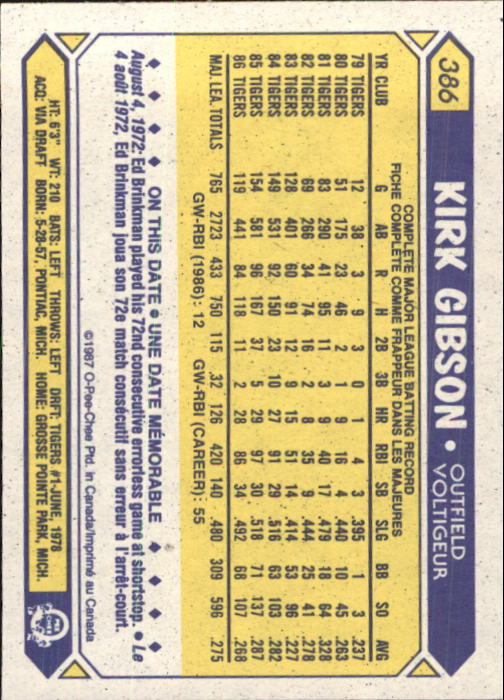 386
KIRK GIBSON • OUTFIELD
VOLTIGEUR
COMPLETE MAJOR LEAGUE BATTING RECORD
FICHE COMPLÈTE COMME FRAPPEUR DANS LES MAJEURES
YR CLUB G AB R H 2B 3B HR RBI SB SLG BB SO AVG
79 TIGERS 12 38 3 9 3 0 1 4 3 .395 1 3 .237
80 TIGERS 51 175 23 46 2 1 9 16 4 .440 10 45 .263
81 TIGERS 83 290 41 95 11 3 9 40 17 .479 18 64 .328
82 TIGERS 69 266 34 74 16 2 8 35 9 .444 25 41 .278
83 TIGERS 128 401 60 91 12 9 15 51 14 .414 53 96 .227
84 TIGERS 149 531 92 150 23 10 27 91 29 .516 63 103 .282
85 TIGERS 154 581 96 167 37 5 29 97 30 .518 71 137 .287
86 TIGERS 119 441 84 118 11 2 28 86 34 .492 68 107 .268
MAJ. LEA. TOTALS 765 2723 433 750 115 32 126 420 140 .480 309 596 .275
GW-RBI (1986): 12 GW-RBI (CAREER): 55
ON THIS DATE • UNE DATE MÉMORABLE
August 4, 1972: Ed Brinkman played his 72nd consecutive errorless game at shortstop. • Le
4 août 1972, Ed Brinkman joua son 72e match consécutif sans erreur à l'arrêt-court.
©1987 O-Pee-Chee Ptd. in Canada/Imprimé au Canada
HT: 6'3" WT: 210 BATS: LEFT THROWS: LEFT DRFT: TIGERS #1-JUNE, 1978
ACQ: VIA DRAFT BORN: 5-28-57, PONTIAC, MICH. HOME: GROSSE POINTE PARK, MICH.
O PEE CHEE